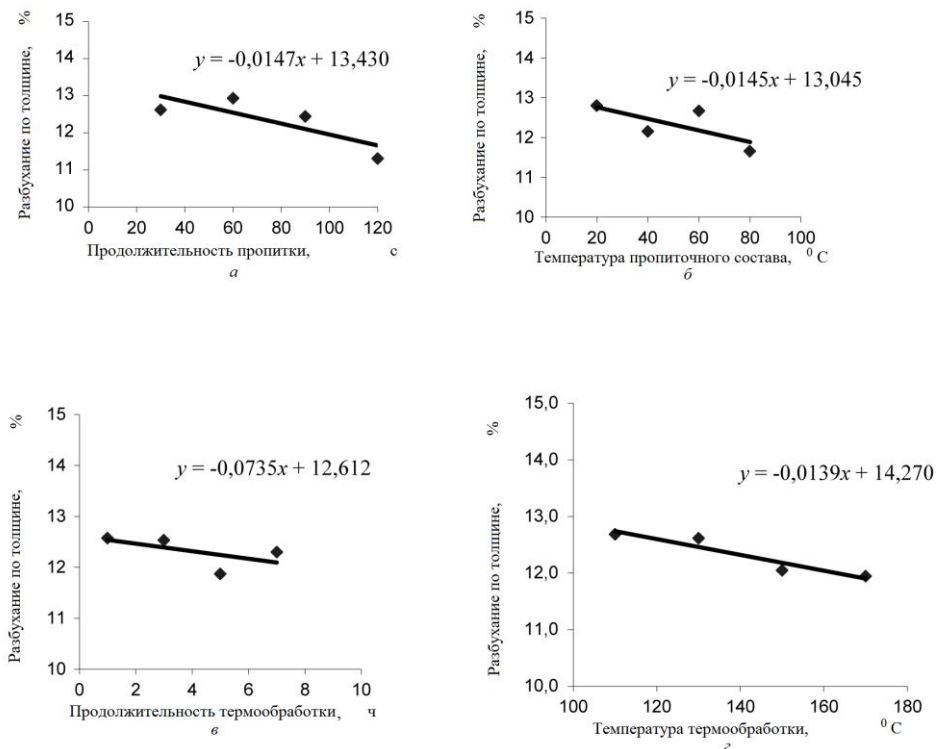 %
Разбухание по толщине,
15
14
13
12
11
10
y = -0,0147x + 13,430
0 20 40 60 80 100 120
Продолжительность пропитки, с
а
%
Разбухание по толщине,
15
14
13
12
11
10
y = -0,0145x + 13,045
0 20 40 60 80 100
Температура пропиточного состава, ⁰ С
б
%
Разбухание по толщине,
15
14
13
12
11
10
y = -0,0735x + 12,612
0 2 4 6 8 10
Продолжительность термообработки, ч
в
%
Разбухание по толщине,
15,0
14,0
13,0
12,0
11,0
10,0
y = -0,0139x + 14,270
100 120 140 160 180
Температура термообработки, ⁰ С
г